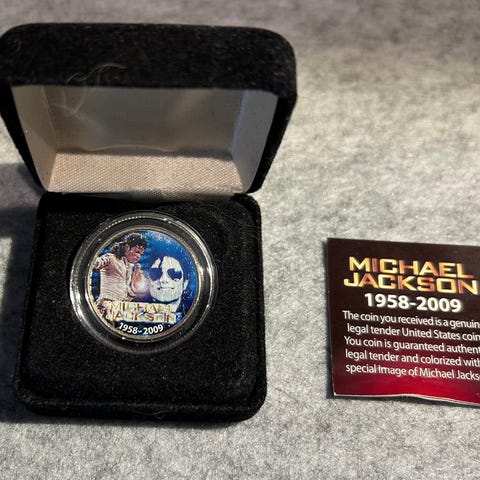 MICHAEL
JACKSON
1958-2009
MICHAEL
JACKSON
1958-2009
The coin you received is a genuin
legal tender United States coin
You coin is guaranteed authent
legal tender and colorized with
special Image of Michael Jacks